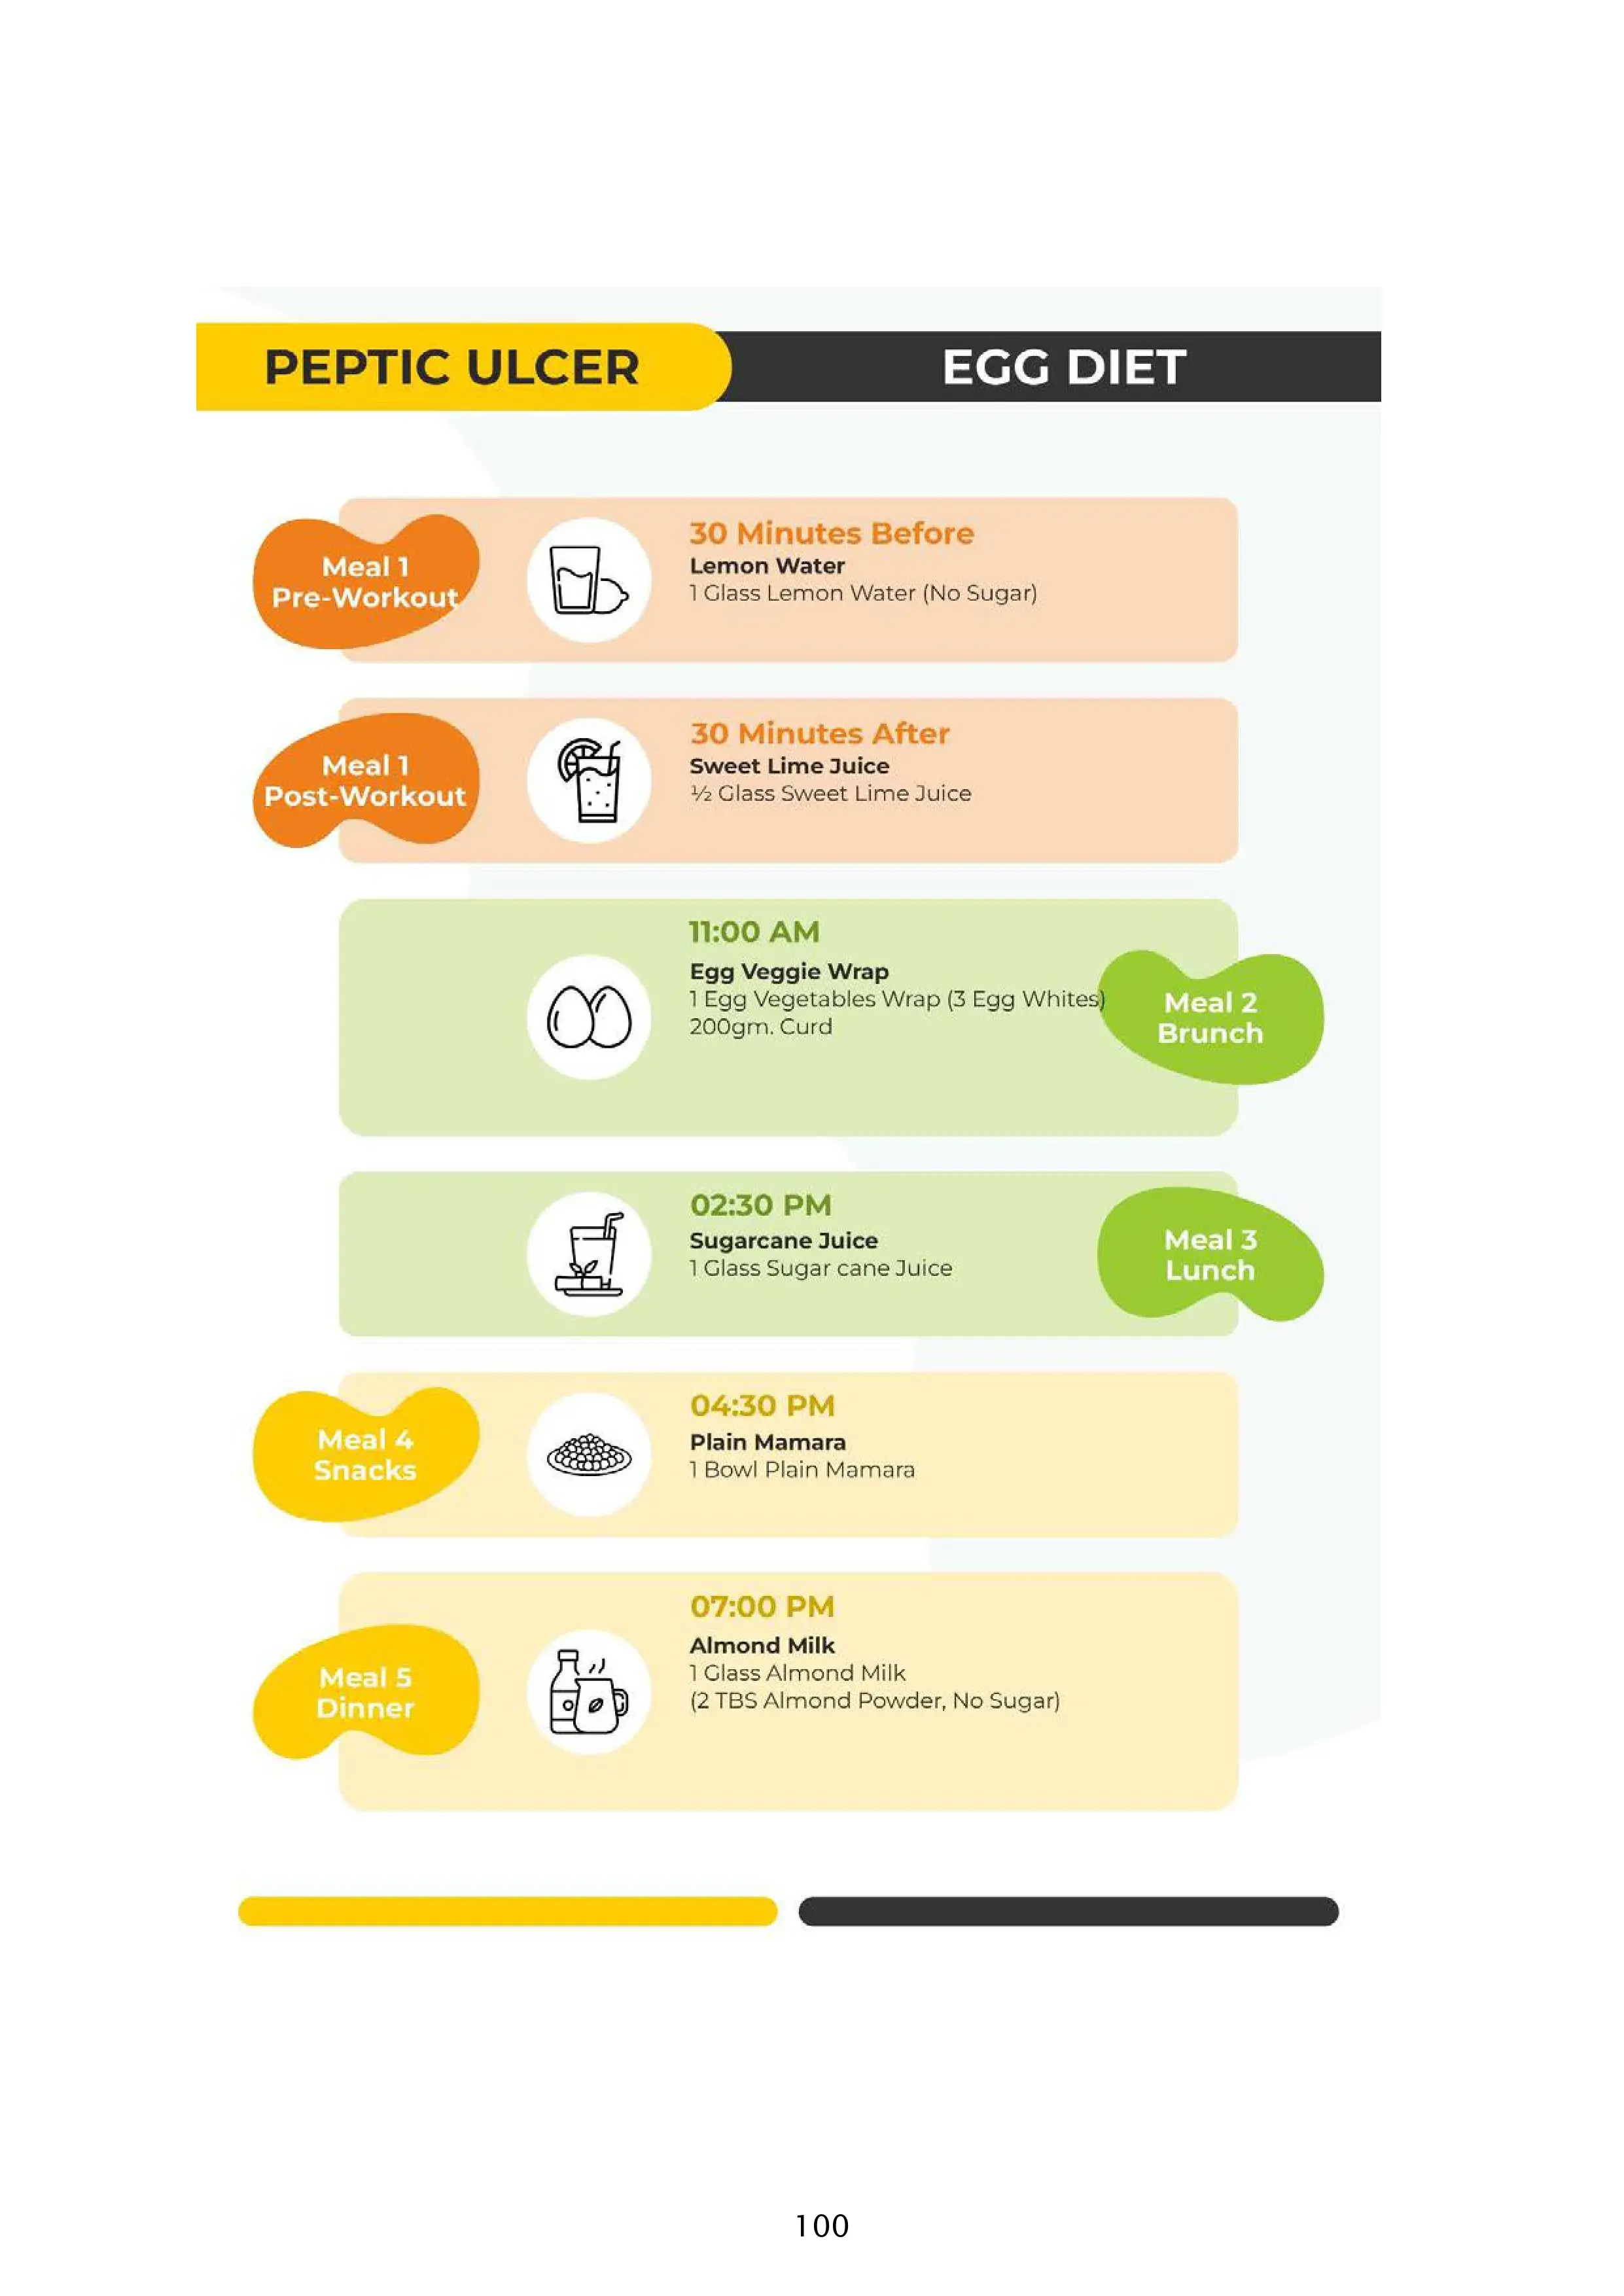 PEPTIC ULCER
EGG DIET
Meal 1
Pre-Workout
30 Minutes Before
Lemon Water
1 Glass Lemon Water (No Sugar)
Meal 1
Post-Workout
30 Minutes After
Sweet Lime Juice
½ Glass Sweet Lime Juice
11:00 AM
Egg Veggie Wrap
1 Egg Vegetables Wrap (3 Egg Whites)
200gm. Curd
Meal 2
Brunch
02:30 PM
Sugarcane Juice
1 Glass Sugar cane Juice
Meal 3
Lunch
Meal 4
Snacks
04:30 PM
Plain Mamara
1 Bowl Plain Mamara
Meal 5
Dinner
07:00 PM
Almond Milk
1 Glass Almond Milk
(2 TBS Almond Powder, No Sugar)
100